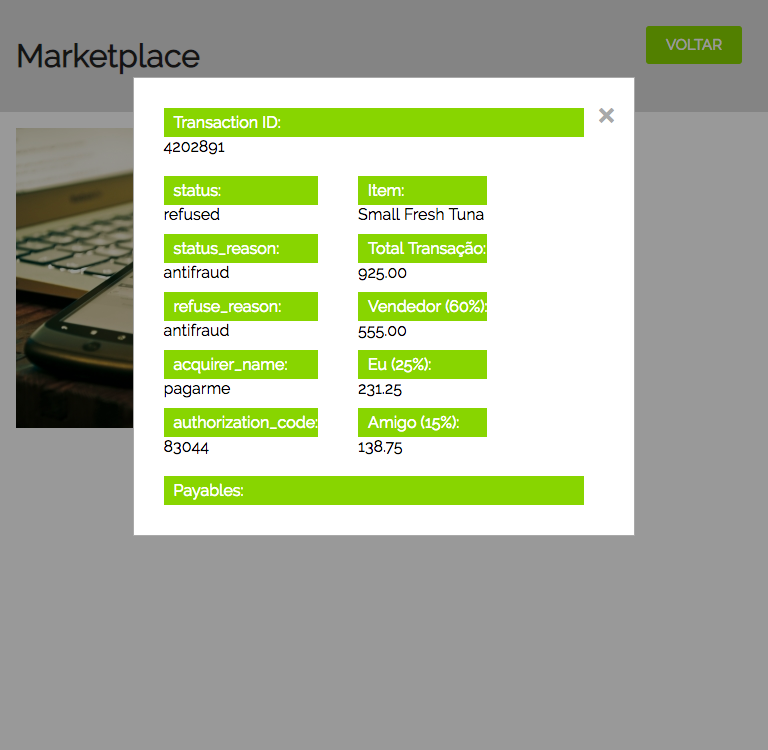 Marketplace
VOLTAR
Transaction ID:
×
4202891
status:
refused
status_reason:
antifraud
refuse_reason:
antifraud
acquirer_name:
pagarme
authorization_code:
83044
Item:
Small Fresh Tuna
Total Transação:
925.00
Vendedor (60%):
555.00
Eu (25%):
231.25
Amigo (15%):
138.75
Payables: